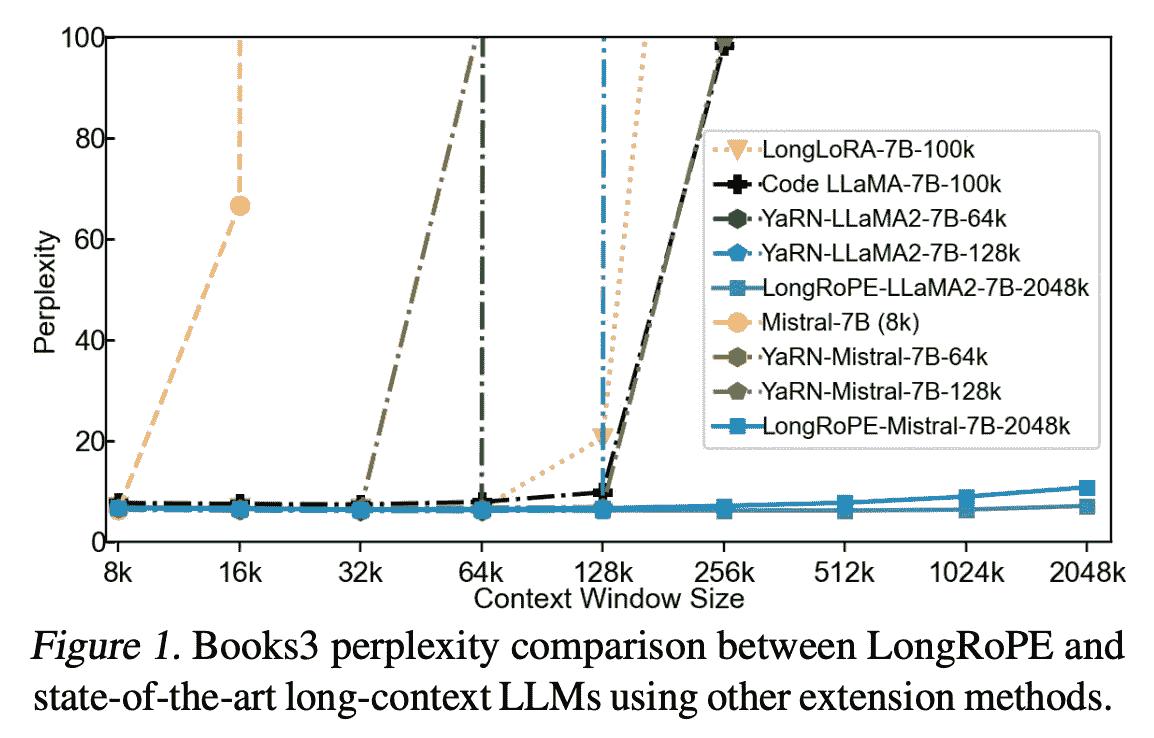 100
80
60
40
20
0
Perplexity
LongLoRA-7B-100k
Code LLaMA-7B-100k
YaRN-LLaMA2-7B-64k
YaRN-LLaMA2-7B-128k
LongRoPE-LLaMA2-7B-2048k
Mistral-7B (8k)
YaRN-Mistral-7B-64k
YaRN-Mistral-7B-128k
LongRoPE-Mistral-7B-2048k
8k 16k 32k 64k 128k 256k 512k 1024k 2048k
Context Window Size
Figure 1. Books3 perplexity comparison between LongRoPE and
state-of-the-art long-context LLMs using other extension methods.